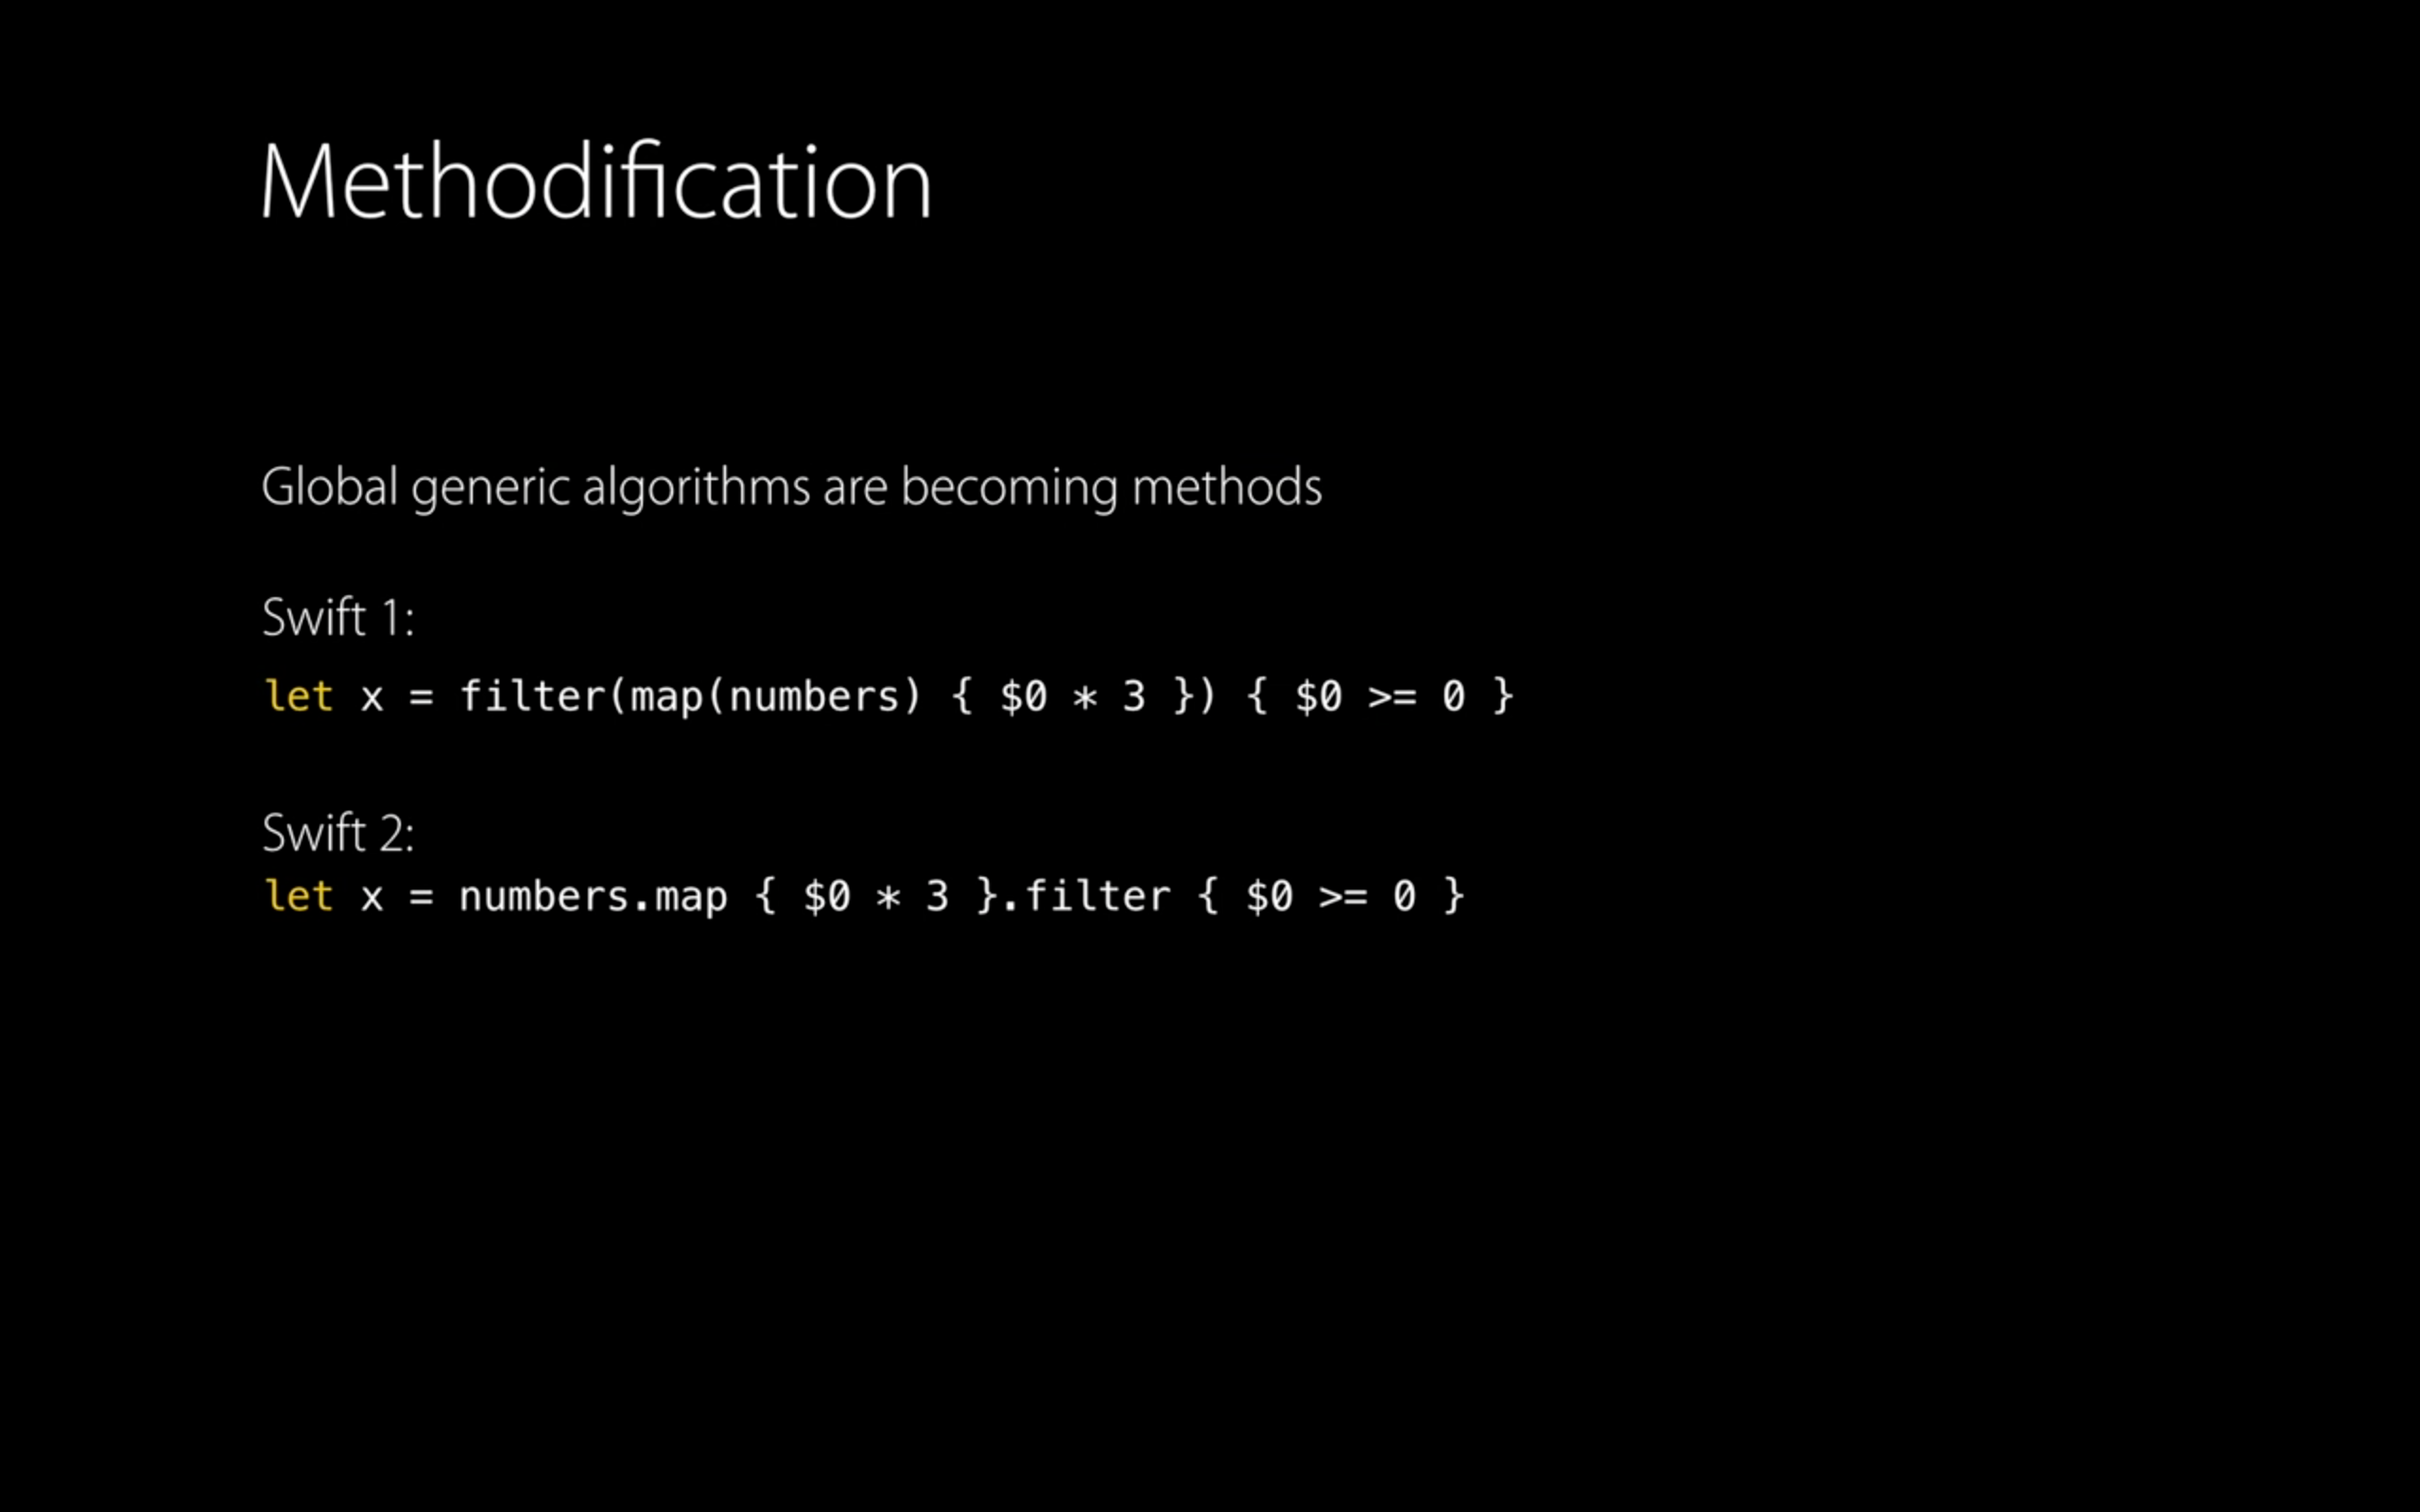 Methodification
Global generic algorithms are becoming methods
Swift 1:
let x = filter(map(numbers) { $0 * 3 }) { $0 >= 0 }
Swift 2:
let x = numbers.map { $0 * 3 }.filter { $0 >= 0 }